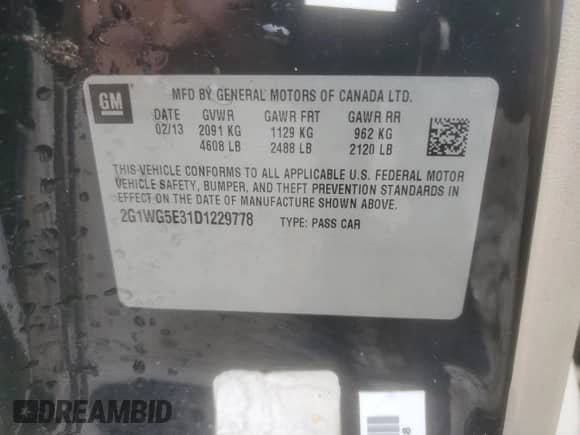 GM
MFD BY GENERAL MOTORS OF CANADA LTD.
DATE GVWR GAWR FRT GAWR RR
02/13 2091 KG 1129 KG 962 KG
4608 LB 2488 LB 2120 LB
THIS VEHICLE CONFORMS TO ALL APPLICABLE U.S. FEDERAL MOTOR
VEHICLE SAFETY, BUMPER, AND THEFT PREVENTION STANDARDS IN
EFFECT ON THE DATE OF MANUFACTURE SHOWN ABOVE.
2G1WG5E31D1229778 TYPE: PASS CAR
DREAMBID